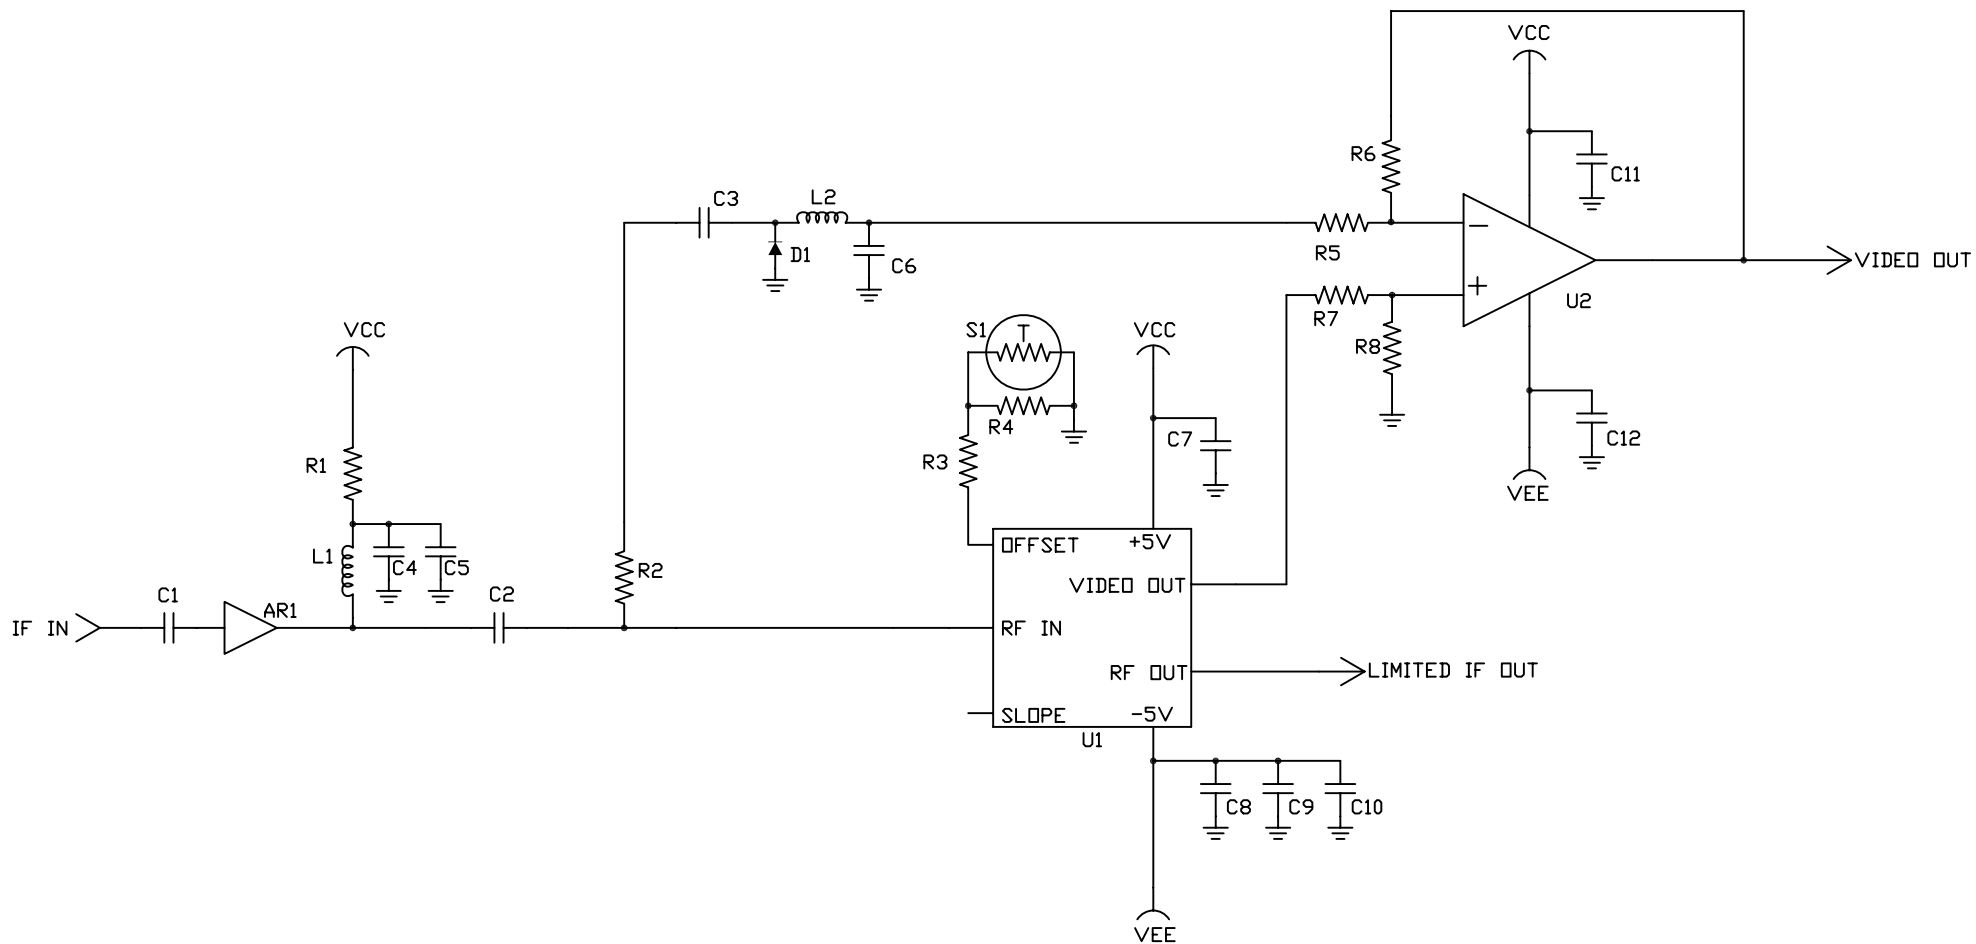 VCC
R6
C11
C3
L2
R5
D1
C6
VIDEO OUT
U2
R7
R8
S1
T
VCC
VCC
R4
C7
C12
R3
R1
VEE
L1
C4
C5
R2
OFFSET
+5V
VIDEO OUT
C1
AR1
C2
IF IN
RF IN
RF OUT
LIMITED IF OUT
SLOPE
-5V
U1
C8
C9
C10
VEE